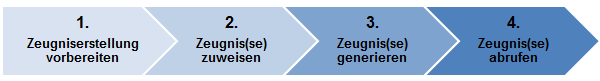 1.
Zeugniserstellung
vorbereiten
2.
Zeugnis(se)
zuweisen
3.
Zeugnis(se)
generieren
4.
Zeugnis(se)
abrufen